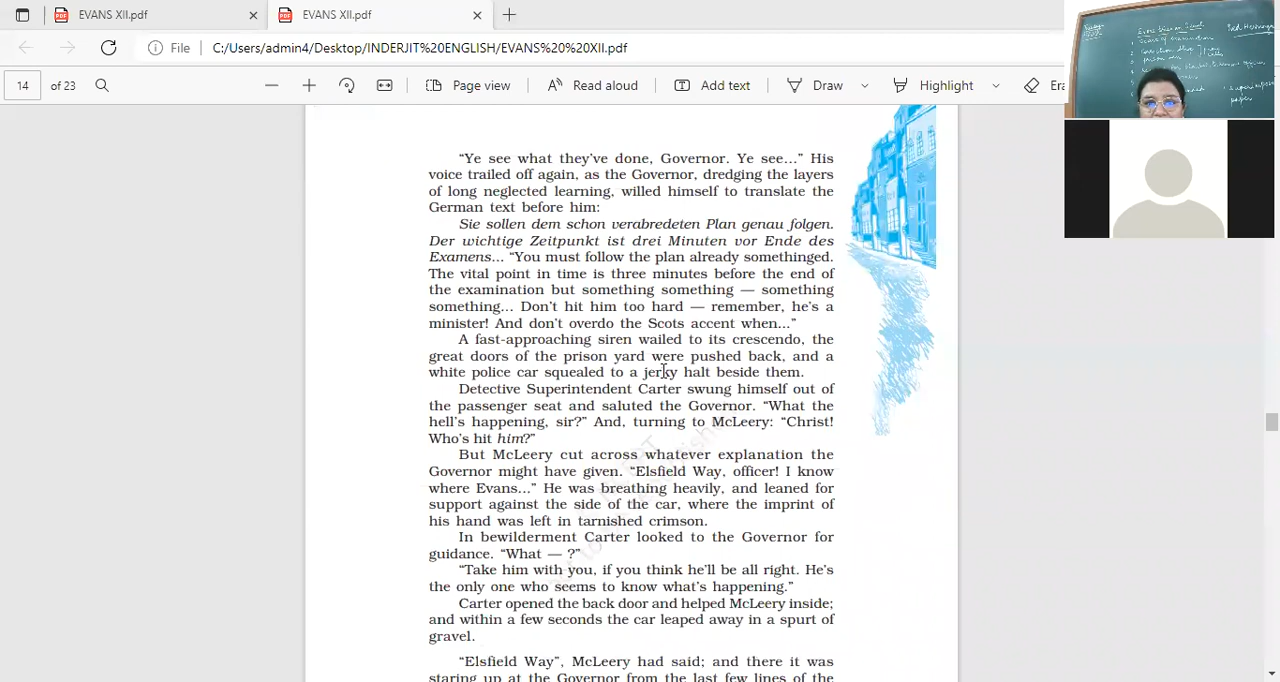 EVANS XII.pdf
EVANS XII.pdf
File
C:/Users/admin4/Desktop/INDERJIT%20ENGLISH/EVANS%20%20XII.pdf
14 of 23
Page view
Read aloud
Add text
Draw
Highlight
Era
“Ye see what they’ve done, Governor. Ye see...” His
voice trailed off again, as the Governor, dredging the layers
of long neglected learning, willed himself to translate the
German text before him:
Sie sollen dem schon verabredeten Plan genau folgen.
Der wichtige Zeitpunkt ist drei Minuten vor Ende des
Examens... “You must follow the plan already somethinged.
The vital point in time is three minutes before the end of
the examination but something something — something
something... Don’t hit him too hard — remember, he’s a
minister! And don’t overdo the Scots accent when...”
A fast-approaching siren wailed to its crescendo, the
great doors of the prison yard were pushed back, and a
white police car squealed to a jerky halt beside them.
Detective Superintendent Carter swung himself out of
the passenger seat and saluted the Governor. “What the
hell’s happening, sir?” And, turning to McLeery: “Christ!
Who’s hit him?”
But McLeery cut across whatever explanation the
Governor might have given. “Elsfield Way, officer! I know
where Evans...” He was breathing heavily, and leaned for
support against the side of the car, where the imprint of
his hand was left in tarnished crimson.
In bewilderment Carter looked to the Governor for
guidance. “What — ?”
“Take him with you, if you think he’ll be all right. He’s
the only one who seems to know what’s happening.”
Carter opened the back door and helped McLeery inside;
and within a few seconds the car leaped away in a spurt of
gravel.
“Elsfield Way”, McLeery had said; and there it was
staring up at the Governor from the last few lines of the